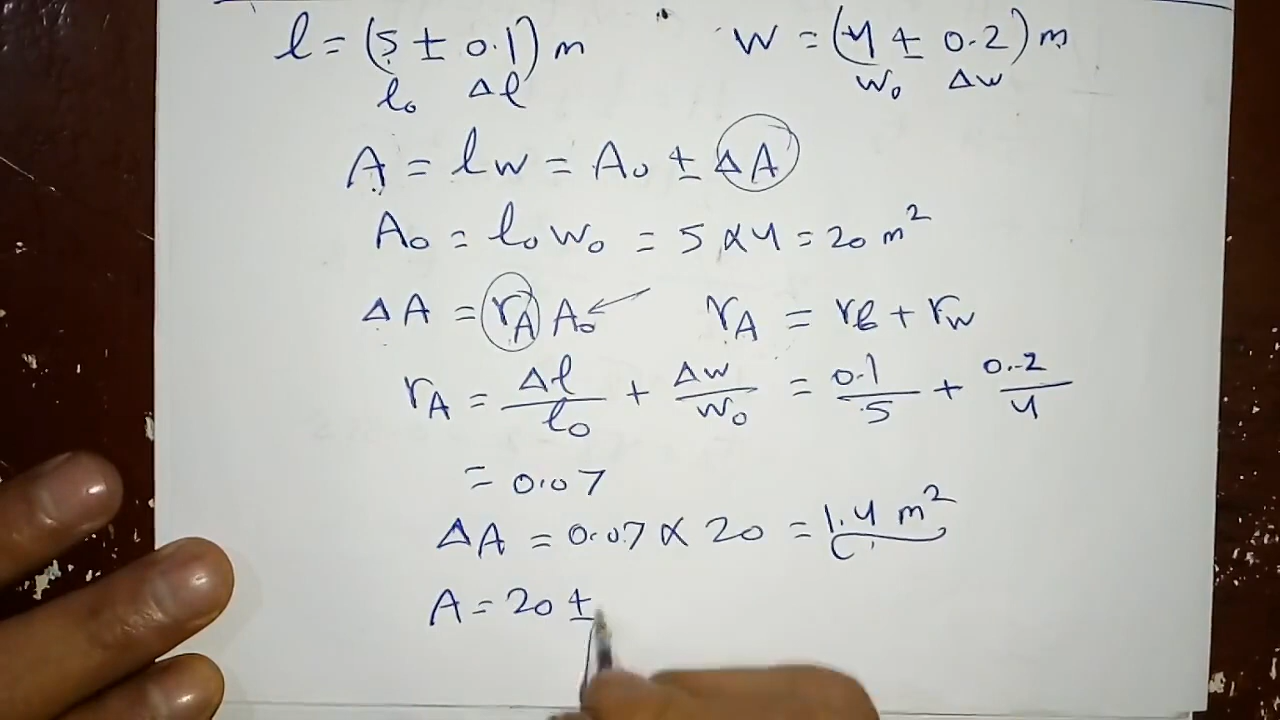 l = (5 ± 0.1) m w = (4 ± 0.2) m
l₀ Δl w₀ Δw
A = lw = A₀ ± ΔA
A₀ = l₀w₀ = 5 × 4 = 20 m²
ΔA = r_A A₀ ← r_A = r_l + r_w
r_A = Δl/l₀ + Δw/w₀ = 0.1/5 + 0.2/4
= 0.07
ΔA = 0.07 × 20 = 1.4 m²
A = 20 ±